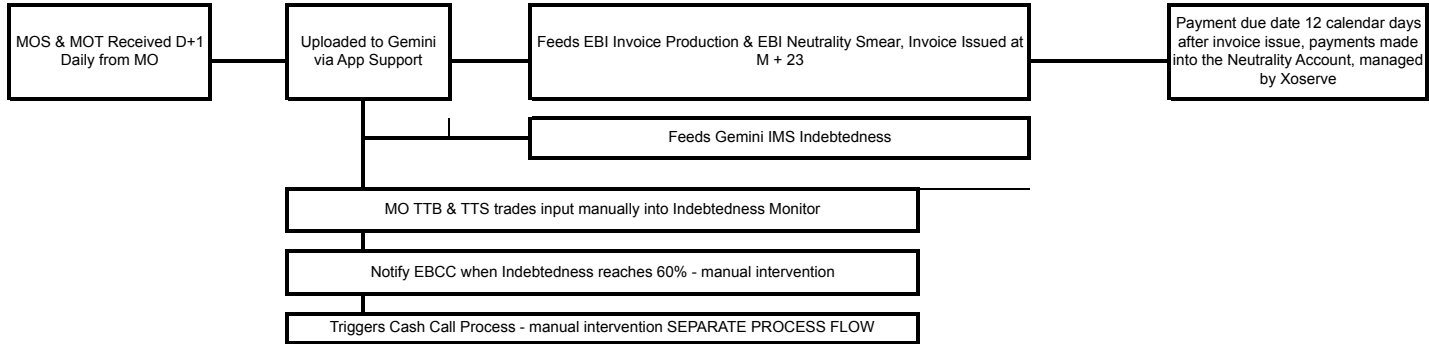 MOS & MOT Received D+1
Daily from MO
Uploaded to Gemini
via App Support
Feeds EBI Invoice Production & EBI Neutrality Smear, Invoice Issued at
M + 23
Payment due date 12 calendar days
after invoice issue, payments made
into the Neutrality Account, managed
by Xoserve
Feeds Gemini IMS Indebtedness
MO TTB & TTS trades input manually into Indebtedness Monitor
Notify EBCC when Indebtedness reaches 60% - manual intervention
Triggers Cash Call Process - manual intervention SEPARATE PROCESS FLOW